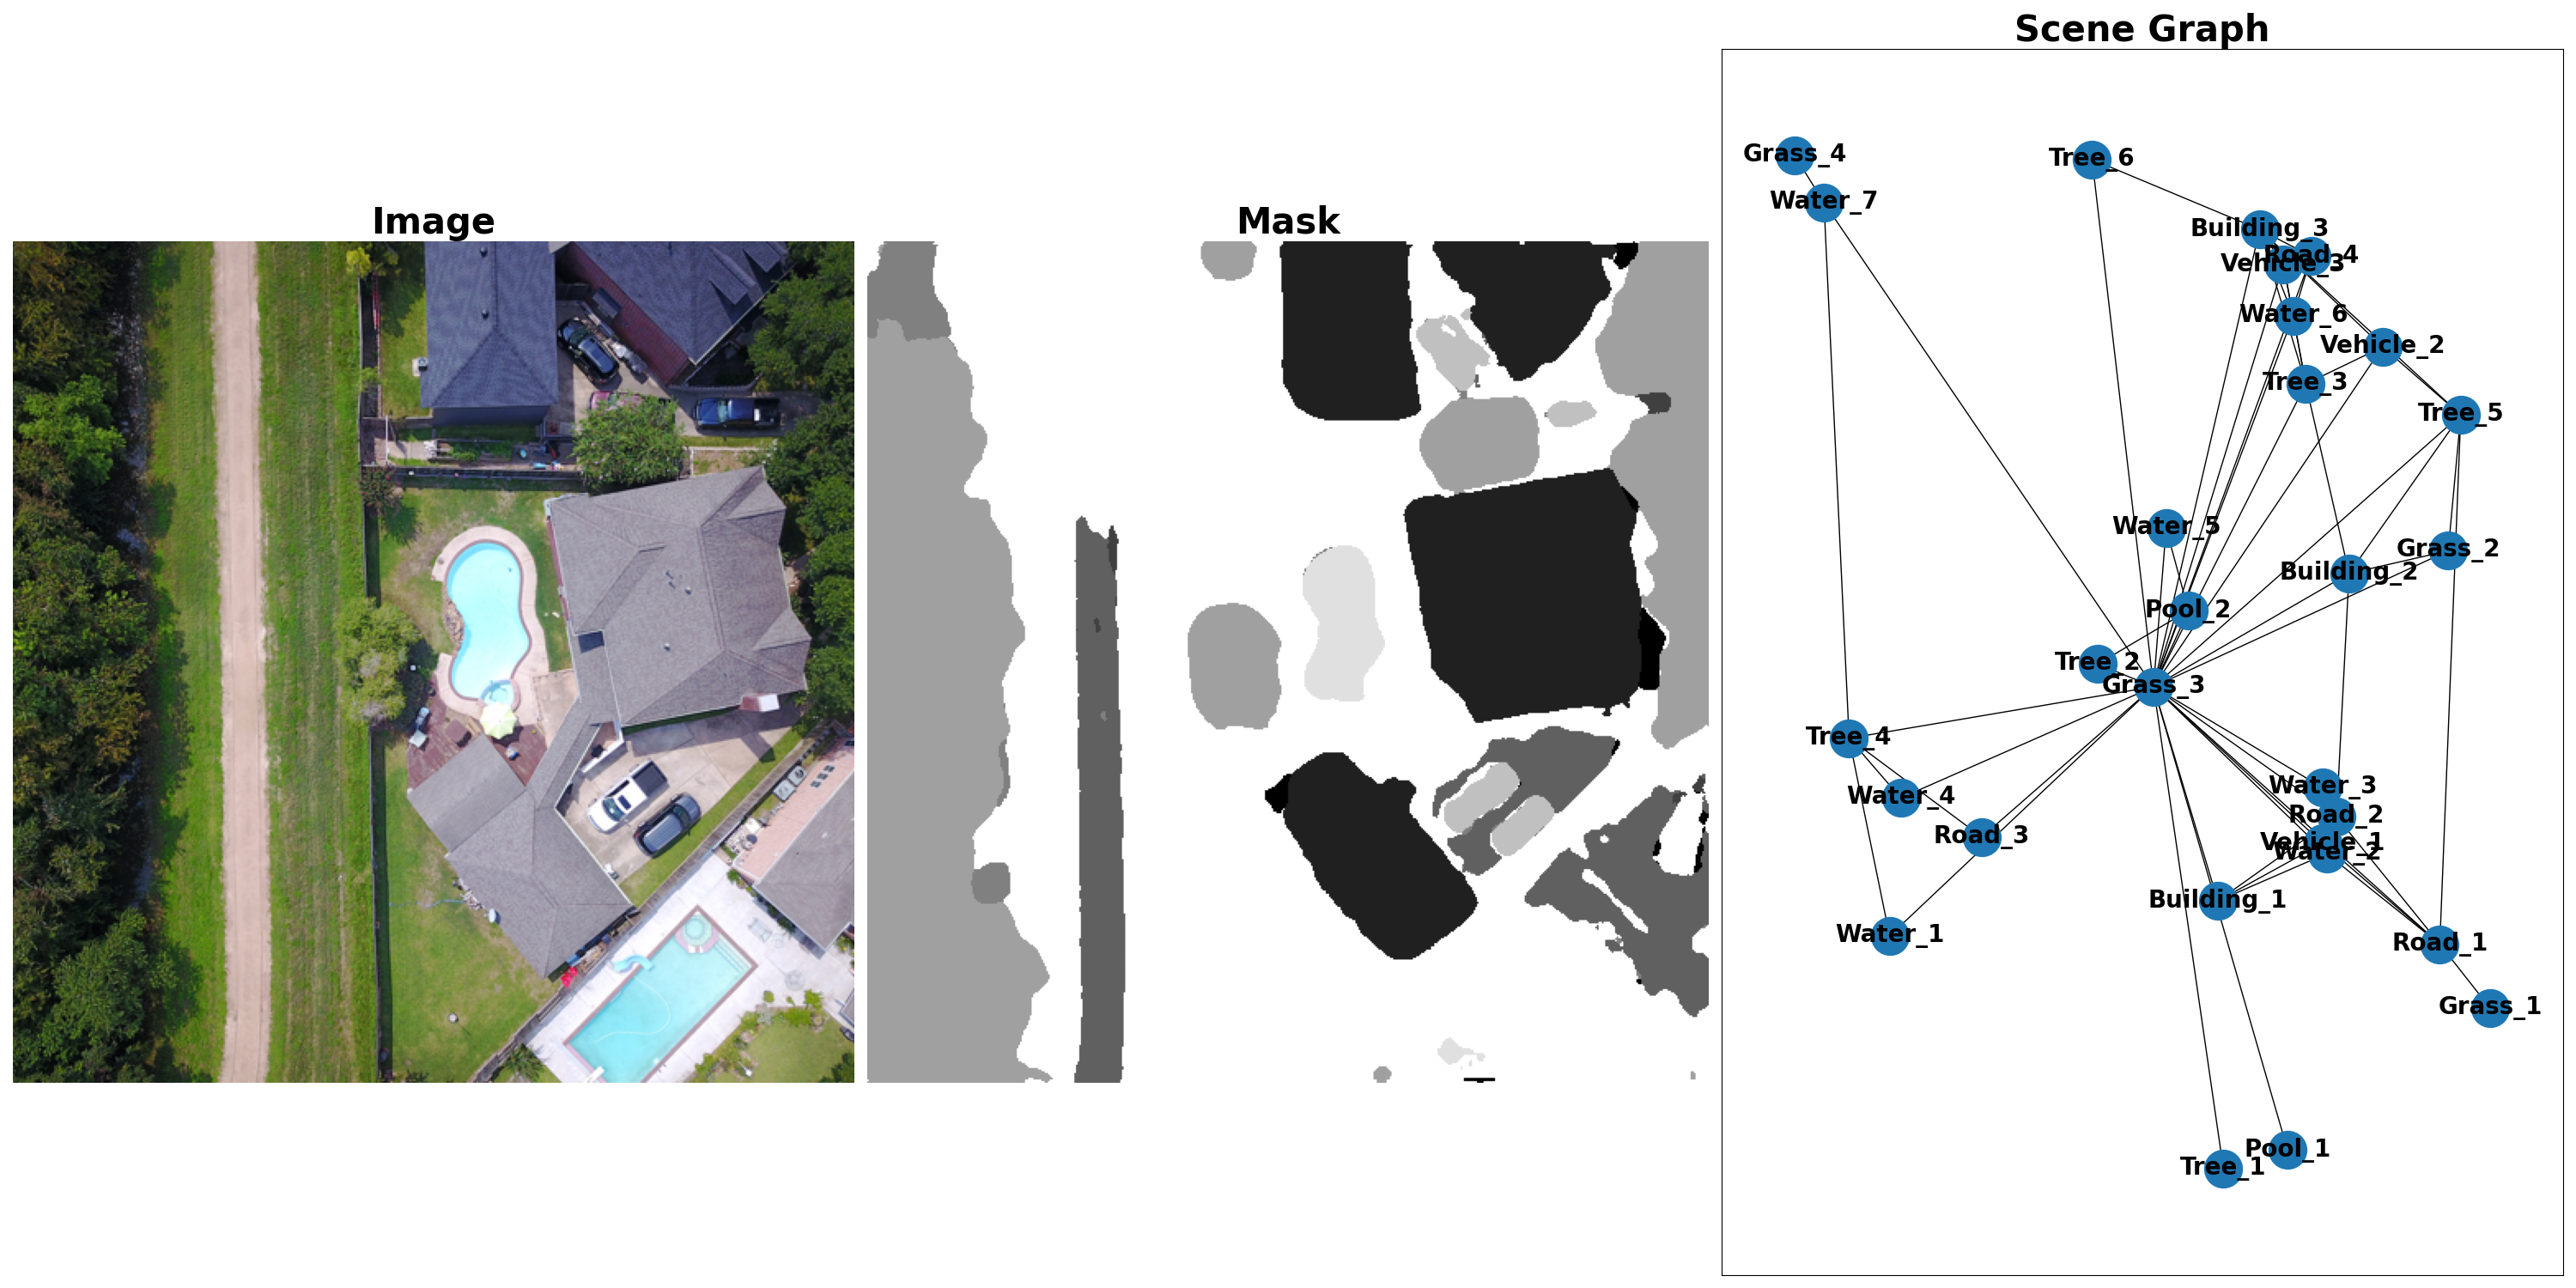 Image
Mask
Scene Graph
Grass_4
Tree_6
Water_7
Building_3
Road_4
Vehicle_3
Water_6
Vehicle_2
Tree_3
Tree_5
Water_5
Grass_2
Building_2
Pool_2
Tree_2
Grass_3
Tree_4
Water_3
Water_4
Road_2
Road_3
Vehicle_1
Water_2
Building_1
Water_1
Road_1
Grass_1
Pool_1
Tree_1